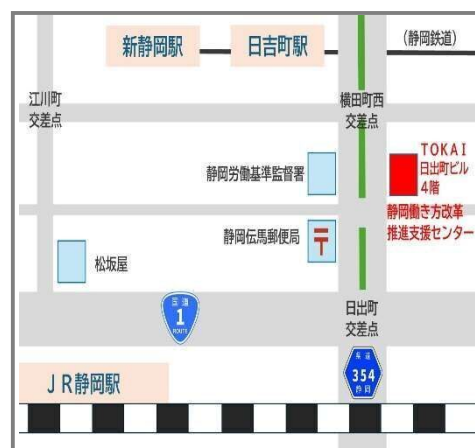 新静岡駅
日吉町駅
(静岡鉄道)
江川町
交差点
横田町西
交差点
静岡労働基準監督署
TOKAI
日出町ビル
4階
静岡働き方改革
推進支援センター
静岡伝馬郵便局
松坂屋
国道
1
ROUTE
日出町
交差点
県道
354
静岡
JR静岡駅